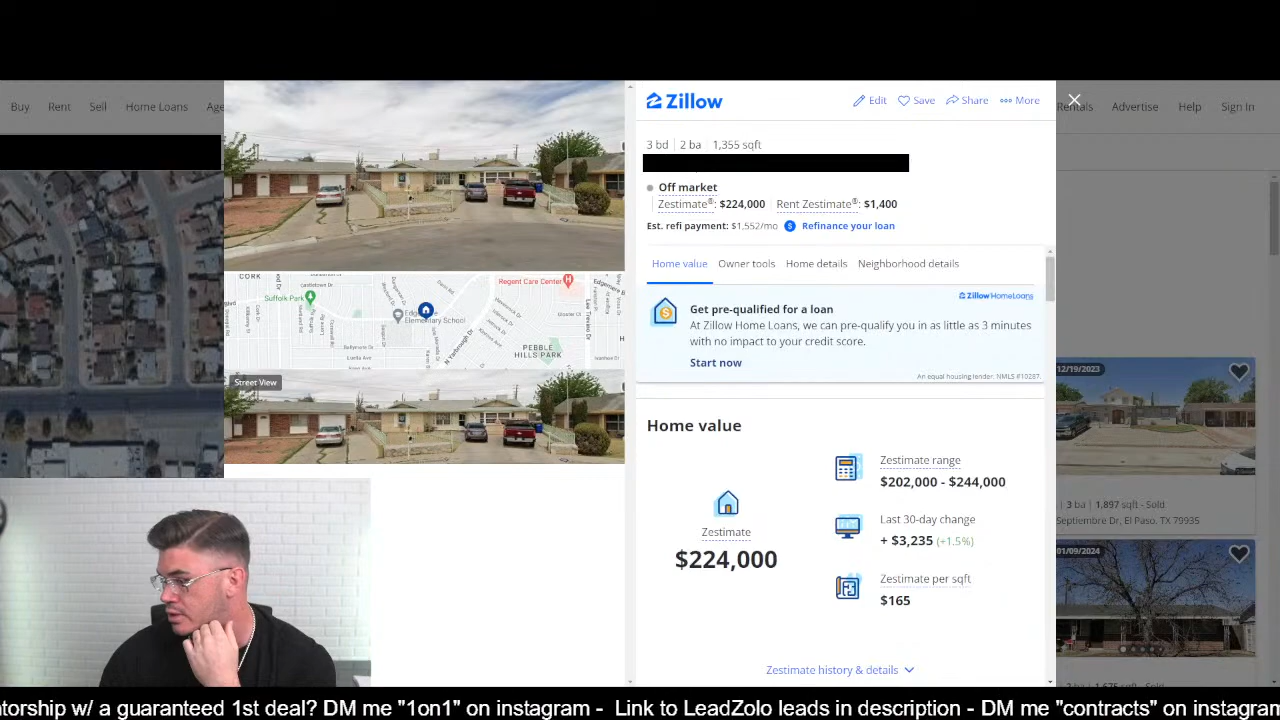 Buy Rent Sell Home Loans Age
Zillow
Edit Save Share More
Rentals Advertise Help Sign In
3 bd 2 ba 1,355 sqft
Off market
Zestimate®: $224,000 Rent Zestimate®: $1,400
Est. refi payment: $1,552/mo Refinance your loan
Home value Owner tools Home details Neighborhood details
Zillow HomeLoans
Get pre-qualified for a loan
At Zillow Home Loans, we can pre-qualify you in as little as 3 minutes
with no impact to your credit score.
Start now
An equal housing lender. NMLS #10287.
CORK
Suffolk Park
Regent Care Center
Elementary School
PEBBLE
HILLS PARK
Street View
Home value
Zestimate
$224,000
Zestimate range
$202,000 - $244,000
Last 30-day change
+ $3,235 (+1.5%)
Zestimate per sqft
$165
Zestimate history & details
12/19/2023
3 ba 1,897 sqft - Sold
Septiembre Dr, El Paso, TX 79935
01/09/2024
ntorship w/ a guaranteed 1st deal? DM me "1on1" on instagram - Link to LeadZolo leads in description - DM me "contracts" on instagram